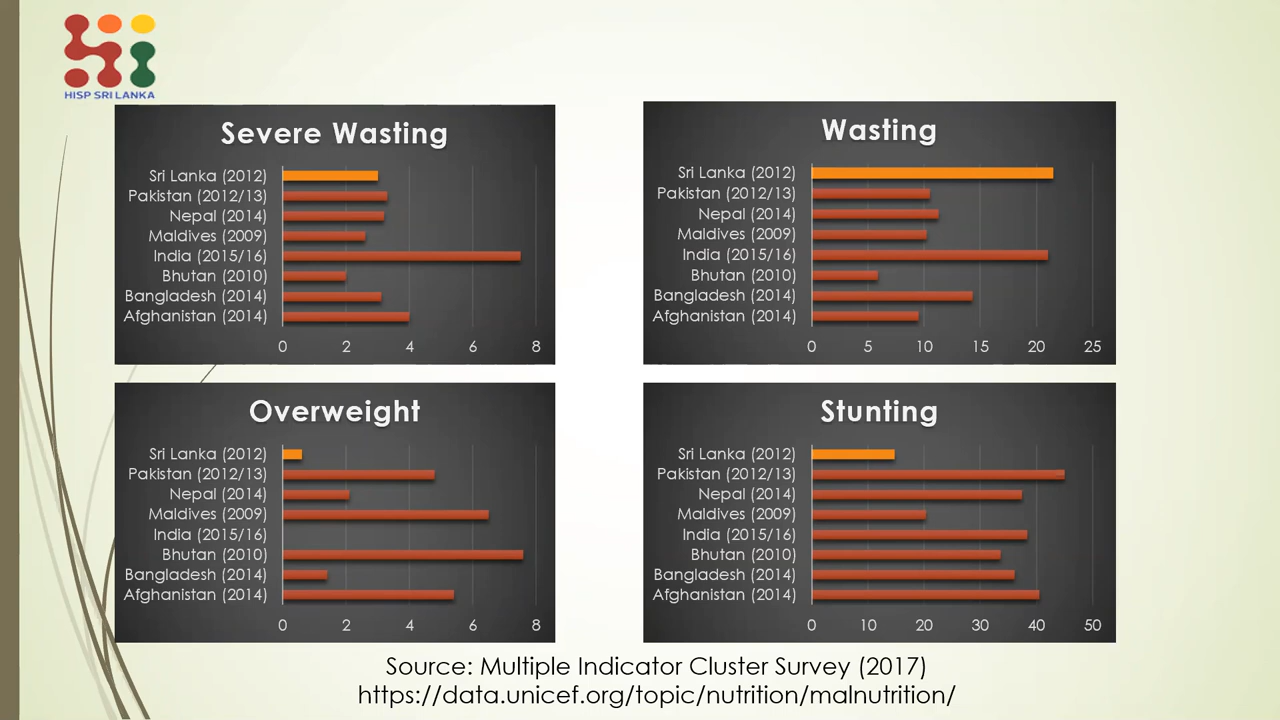 HISP SRI LANKA
Severe Wasting
Sri Lanka (2012)
Pakistan (2012/13)
Nepal (2014)
Maldives (2009)
India (2015/16)
Bhutan (2010)
Bangladesh (2014)
Afghanistan (2014)
0 2 4 6 8
Wasting
Sri Lanka (2012)
Pakistan (2012/13)
Nepal (2014)
Maldives (2009)
India (2015/16)
Bhutan (2010)
Bangladesh (2014)
Afghanistan (2014)
0 5 10 15 20 25
Overweight
Sri Lanka (2012)
Pakistan (2012/13)
Nepal (2014)
Maldives (2009)
India (2015/16)
Bhutan (2010)
Bangladesh (2014)
Afghanistan (2014)
0 2 4 6 8
Stunting
Sri Lanka (2012)
Pakistan (2012/13)
Nepal (2014)
Maldives (2009)
India (2015/16)
Bhutan (2010)
Bangladesh (2014)
Afghanistan (2014)
0 10 20 30 40 50
Source: Multiple Indicator Cluster Survey (2017)
https://data.unicef.org/topic/nutrition/malnutrition/